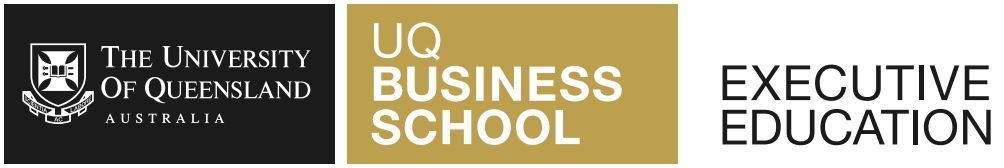 THE UNIVERSITY
OF QUEENSLAND
AUSTRALIA
UQ
BUSINESS
SCHOOL
EXECUTIVE
EDUCATION